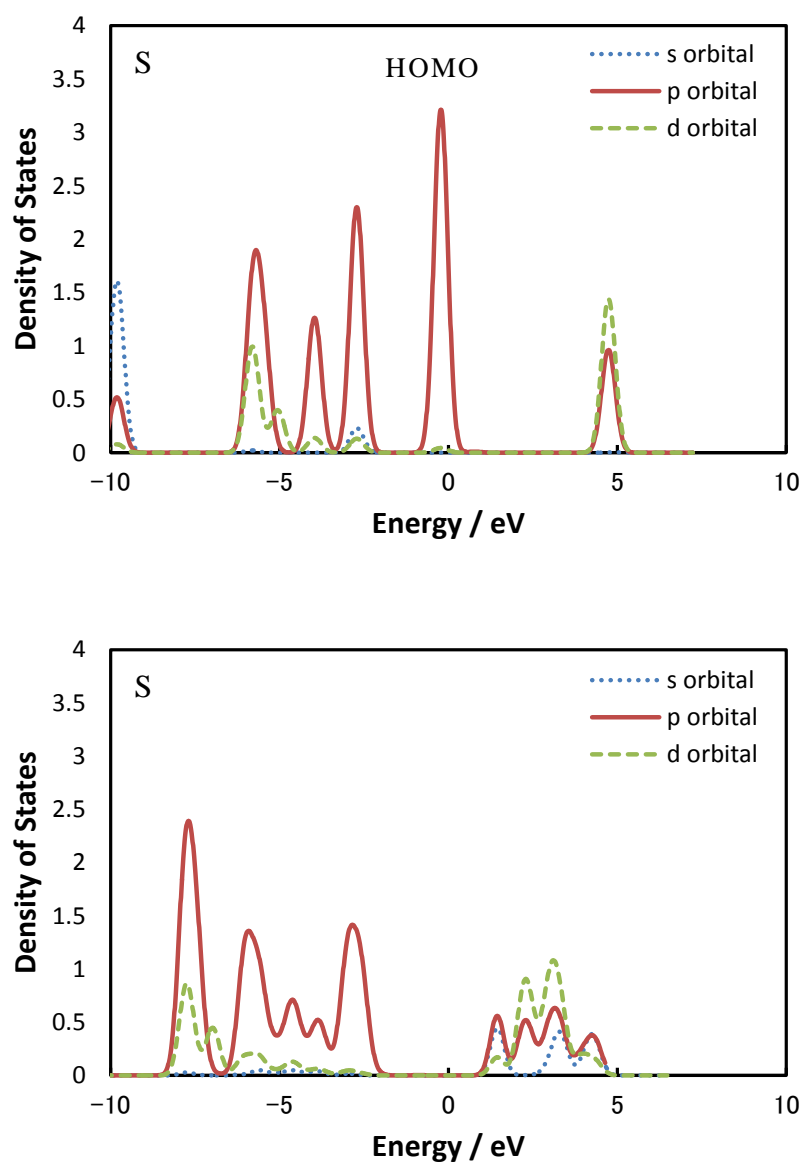 4
S
HOMO
s orbital
3.5
p orbital
3
d orbital
2.5
2
1.5
1
0.5
0
Density of States
−10
−5
0
5
10
Energy / eV
4
S
s orbital
3.5
p orbital
3
d orbital
2.5
2
1.5
1
0.5
0
Density of States
−10
−5
0
5
10
Energy / eV